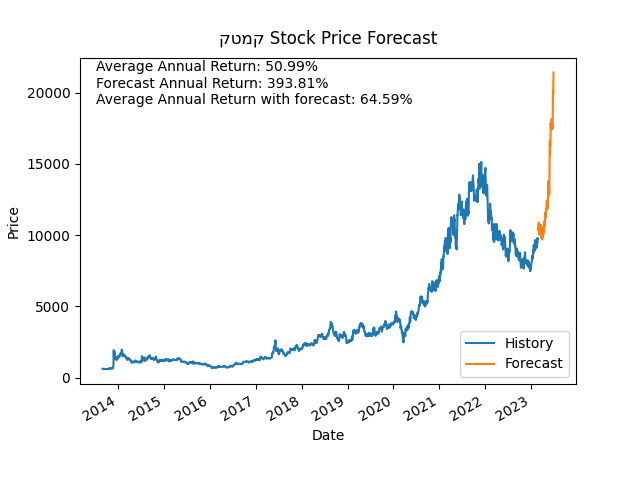 קמטק Stock Price Forecast
Average Annual Return: 50.99%
Forecast Annual Return: 393.81%
Average Annual Return with forecast: 64.59%
20000
15000
10000
5000
0
Price
History
Forecast
2014 2015 2016 2017 2018 2019 2020 2021 2022 2023
Date